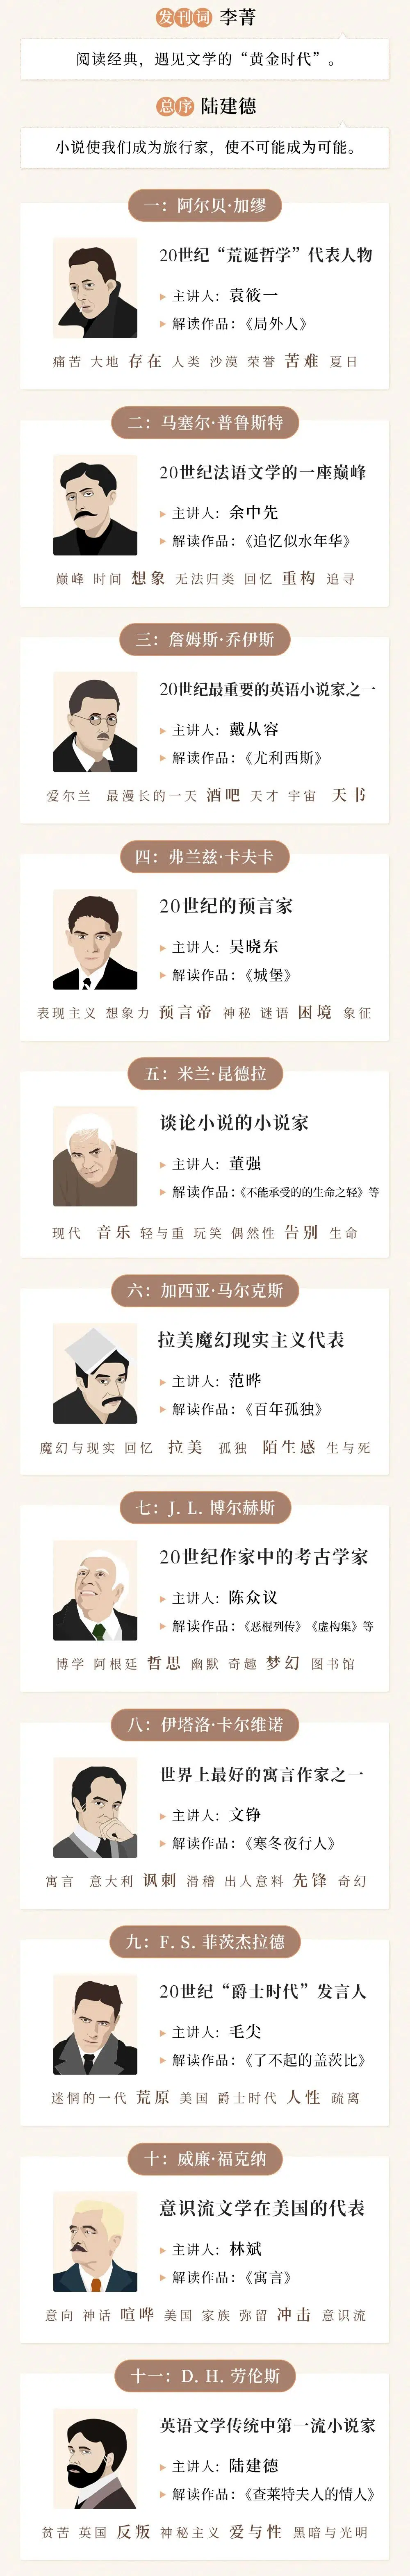 发刊词 李菁
阅读经典，遇见文学的“黄金时代”。
总序 陆建德
小说使我们成为旅行家，使不可能成为可能。
一：阿尔贝·加缪
20世纪“荒诞哲学”代表人物
主讲人：袁筱一
解读作品：《局外人》
痛苦 大地 存在 人类 沙漠 荣誉 苦难 夏日
二：马塞尔·普鲁斯特
20世纪法语文学的一座巅峰
主讲人：余中先
解读作品：《追忆似水年华》
巅峰 时间 想象 无法归类 回忆 重构 追寻
三：詹姆斯·乔伊斯
20世纪最重要的英语小说家之一
主讲人：戴从容
解读作品：《尤利西斯》
爱尔兰 最漫长的一天 酒吧 天才 宇宙 天书
四：弗兰兹·卡夫卡
20世纪的预言家
主讲人：吴晓东
解读作品：《城堡》
表现主义 想象力 预言帝 神秘 谜语 困境 象征
五：米兰·昆德拉
谈论小说的小说家
主讲人：董强
解读作品：《不能承受的的生命之轻》等
现代 音乐 轻与重 玩笑 偶然性 告别 生命
六：加西亚·马尔克斯
拉美魔幻现实主义代表
主讲人：范晔
解读作品：《百年孤独》
魔幻与现实 回忆 拉美 孤独 陌生感 生与死
七：J. L. 博尔赫斯
20世纪作家中的考古学家
主讲人：陈众议
解读作品：《恶棍列传》《虚构集》等
博学 阿根廷 哲思 幽默 奇趣 梦幻 图书馆
八：伊塔洛·卡尔维诺
世界上最好的寓言作家之一
主讲人：文铮
解读作品：《寒冬夜行人》
寓言 意大利 讽刺 滑稽 出人意料 先锋 奇幻
九：F. S. 菲茨杰拉德
20世纪“爵士时代”发言人
主讲人：毛尖
解读作品：《了不起的盖茨比》
迷惘的一代 荒原 美国 爵士时代 人性 疏离
十：威廉·福克纳
意识流文学在美国的代表
主讲人：林斌
解读作品：《寓言》
意向 神话 喧哗 美国 家族 弥留 冲击 意识流
十一：D. H. 劳伦斯
英语文学传统中第一流小说家
主讲人：陆建德
解读作品：《查莱特夫人的情人》
贫苦 英国 反叛 神秘主义 爱与性 黑暗与光明